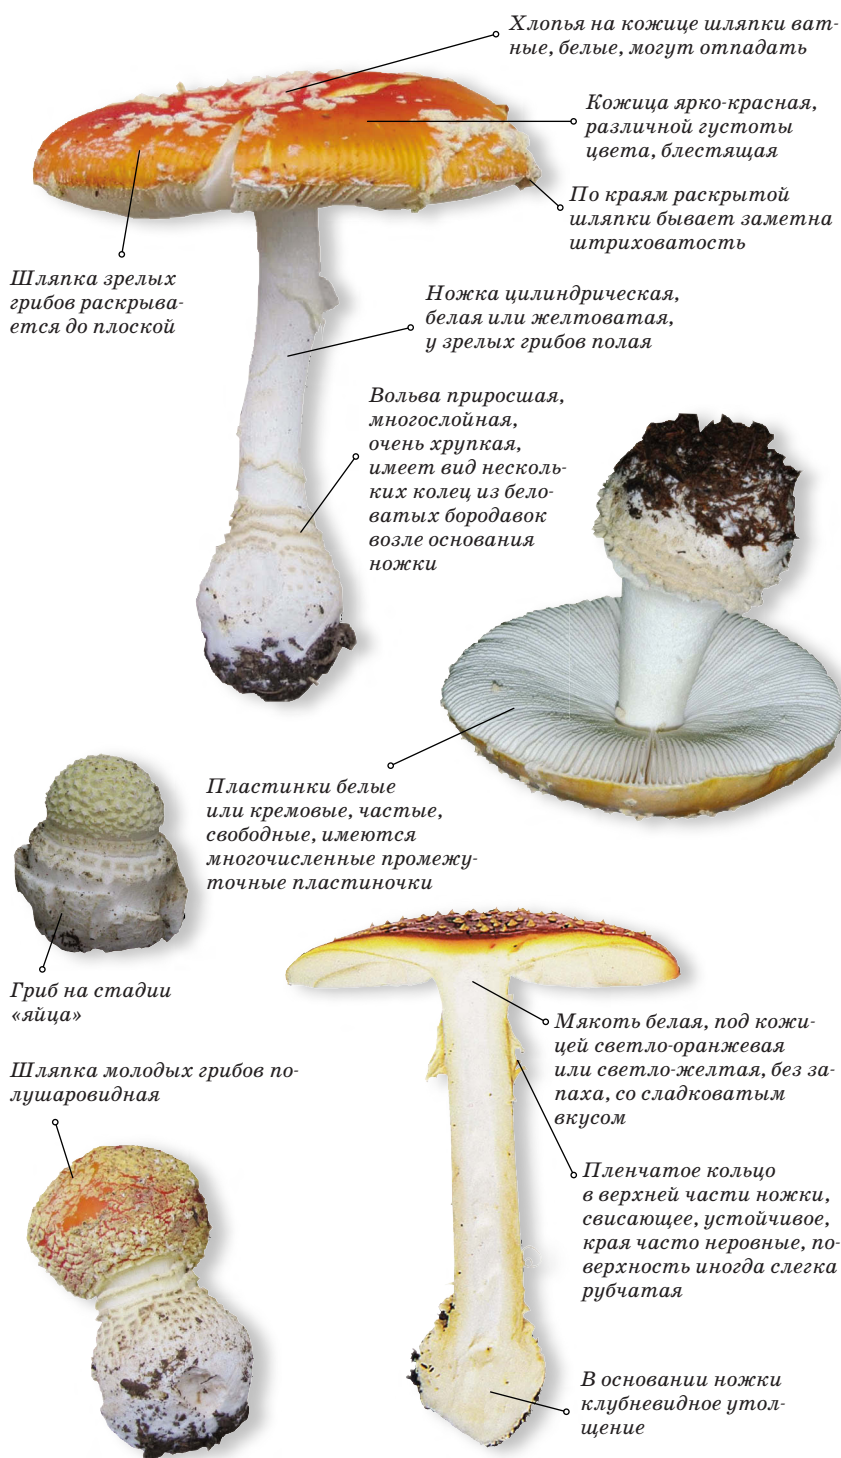 Хлопья на кожице шляпки ват-
ные, белые, могут отпадать
Кожица ярко-красная,
различной густоты
цвета, блестящая
По краям раскрытой
шляпки бывает заметна
штриховатость
Шляпка зрелых
грибов раскрыва-
ется до плоской
Ножка цилиндрическая,
белая или желтоватая,
у зрелых грибов полая
Вольва приросшая,
многослойная,
очень хрупкая,
имеет вид несколь-
ких колец из бело-
ватых бородавок
возле основания
ножки
Пластинки белые
или кремовые, частые,
свободные, имеются
многочисленные промежу-
точные пластиночки
Гриб на стадии
«яйца»
Мякоть белая, под кожи-
цей светло-оранжевая
или светло-желтая, без за-
паха, со сладковатым
вкусом
Шляпка молодых грибов по-
лушаровидная
Пленчатое кольцо
в верхней части ножки,
свисающее, устойчивое,
края часто неровные, по-
верхность иногда слегка
рубчатая
В основании ножки
клубневидное утол-
щение